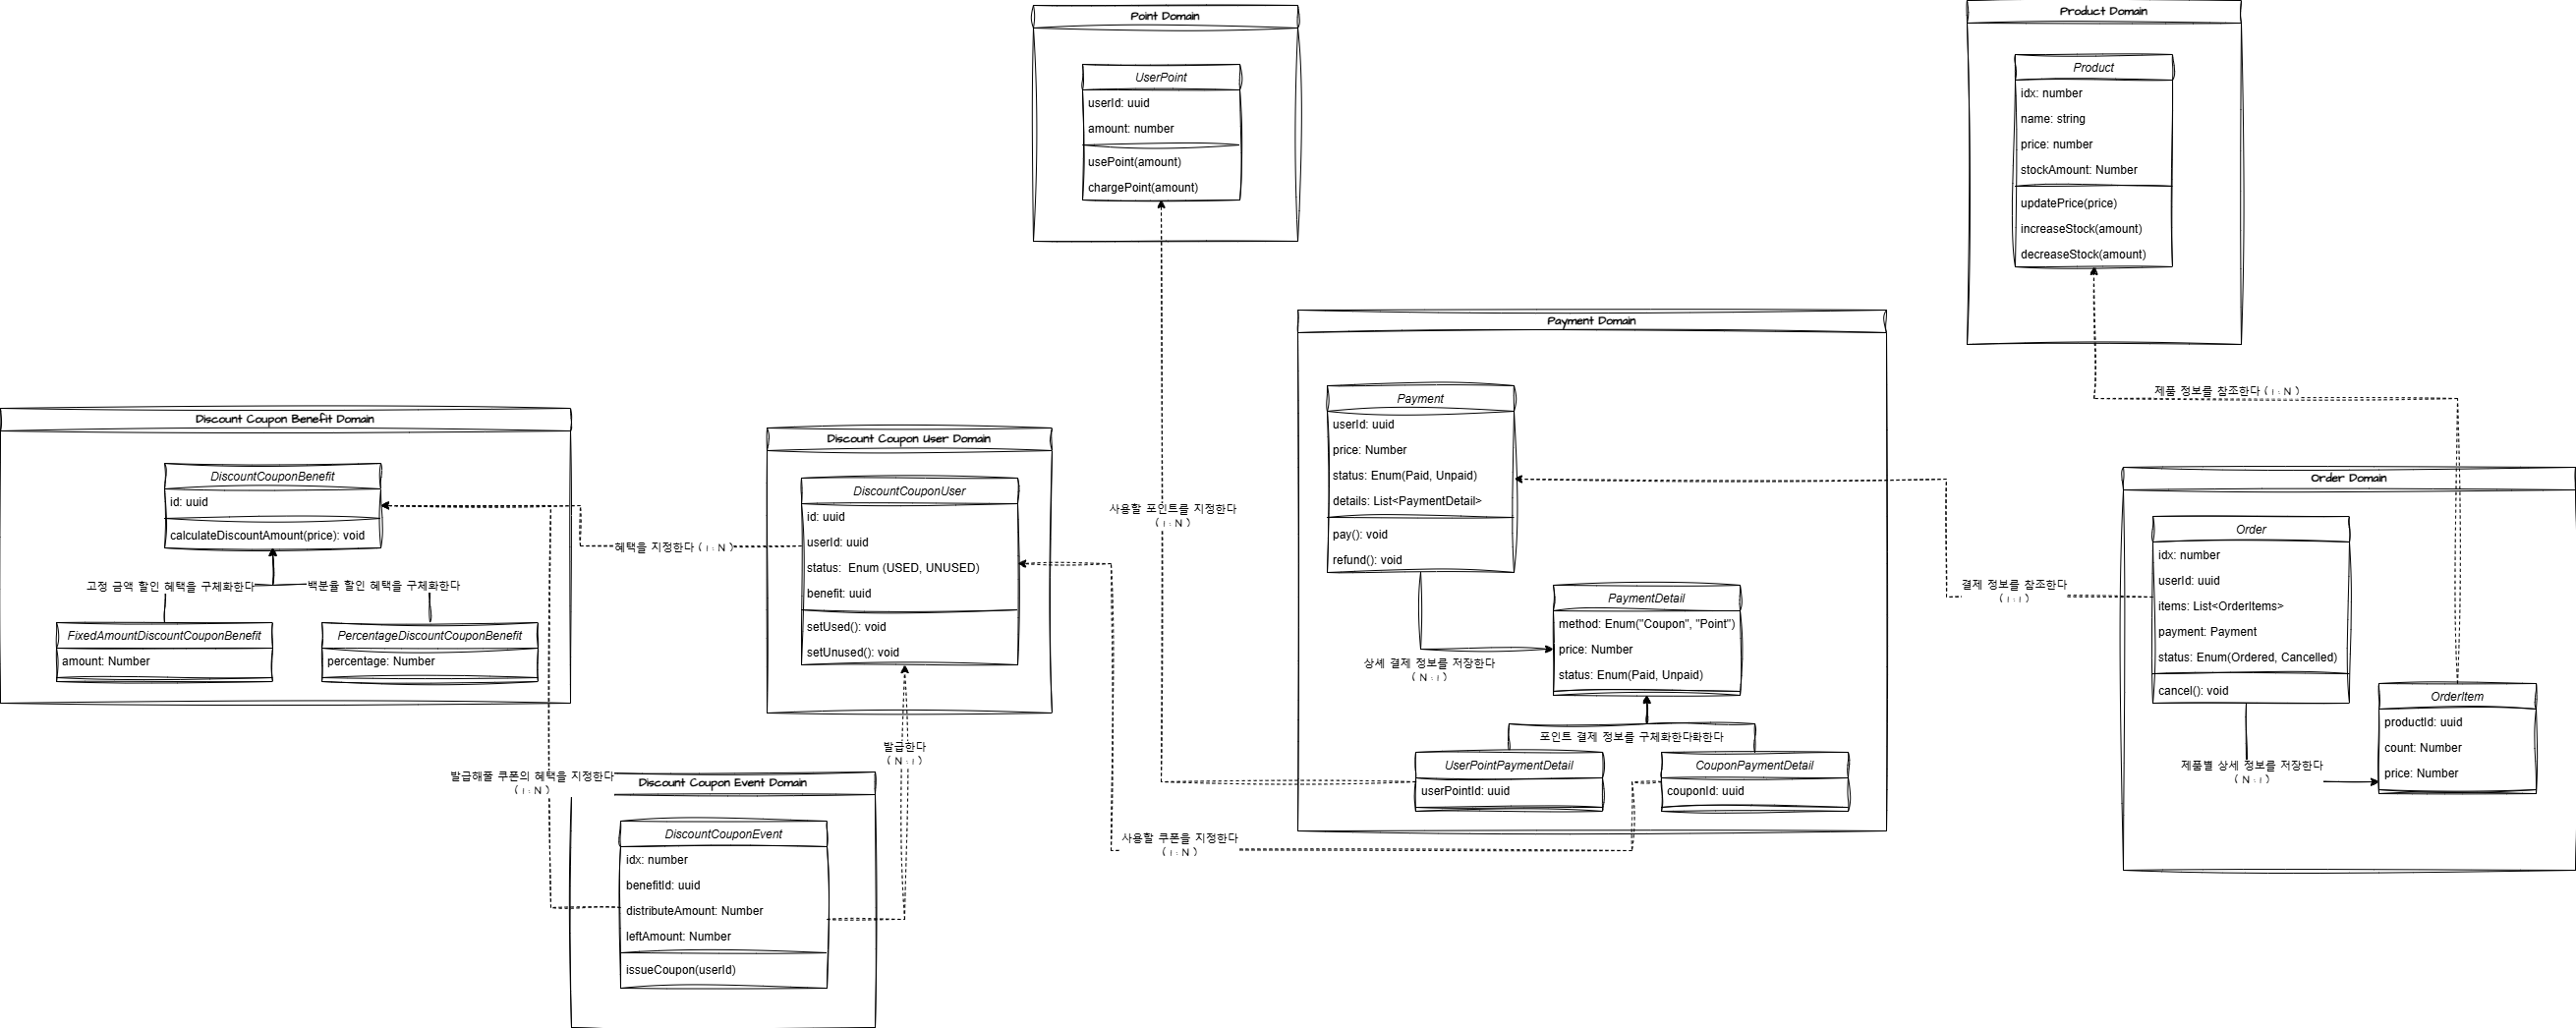 Point Domain
UserPoint
userId: uuid
amount: number
usePoint(amount)
chargePoint(amount)
Product Domain
Product
idx: number
name: string
price: number
stockAmount: Number
updatePrice(price)
increaseStock(amount)
decreaseStock(amount)
제품 정보를 참조한다 (1:N)
Discount Coupon Benefit Domain
DiscountCouponBenefit
id: uuid
calculateDiscountAmount(price): void
고정 금액 할인 혜택을 구체화한다
백분율 할인 혜택을 구체화한다
FixedAmountDiscountCouponBenefit
amount: Number
PercentageDiscountCouponBenefit
percentage: Number
혜택을 지정한다 (1:N)
Discount Coupon User Domain
DiscountCouponUser
id: uuid
userId: uuid
status: Enum (USED, UNUSED)
benefit: uuid
setUsed(): void
setUnused(): void
발급한다
(N:1)
발급해줄 쿠폰의 혜택을 지정한다
(1:N)
Discount Coupon Event Domain
DiscountCouponEvent
idx: number
benefitId: uuid
distributeAmount: Number
leftAmount: Number
issueCoupon(userId)
사용할 포인트를 지정한다
(1:N)
사용할 쿠폰을 지정한다
(1:N)
Payment Domain
Payment
userId: uuid
price: Number
status: Enum(Paid, Unpaid)
details: List<PaymentDetail>
pay(): void
refund(): void
상세 결제 정보를 저장한다
(N:1)
PaymentDetail
method: Enum("Coupon", "Point")
price: Number
status: Enum(Paid, Unpaid)
포인트 결제 정보를 구체화한다화한다
UserPointPaymentDetail
userPointId: uuid
CouponPaymentDetail
couponId: uuid
결제 정보를 참조한다
(1:1)
Order Domain
Order
idx: number
userId: uuid
items: List<OrderItems>
payment: Payment
status: Enum(Ordered, Cancelled)
cancel(): void
제품별 상세 정보를 저장한다
(N:1)
OrderItem
productId: uuid
count: Number
price: Number